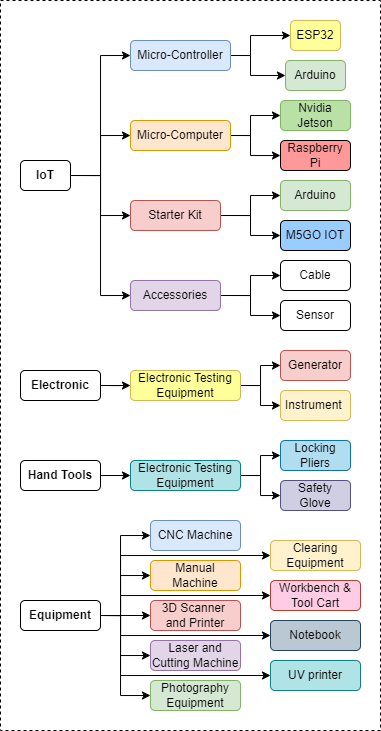 ESP32
Micro-Controller
Arduino
Nvidia
Jetson
Micro-Computer
Raspberry
Pi
IoT
Arduino
Starter Kit
M5GO IOT
Cable
Accessories
Sensor
Generator
Electronic
Electronic Testing
Equipment
Instrument
Locking
Pliers
Hand Tools
Electronic Testing
Equipment
Safety
Glove
CNC Machine
Clearing
Equipment
Manual
Machine
Workbench &
Tool Cart
Equipment
3D Scanner
and Printer
Notebook
Laser and
Cutting Machine
UV printer
Photography
Equipment